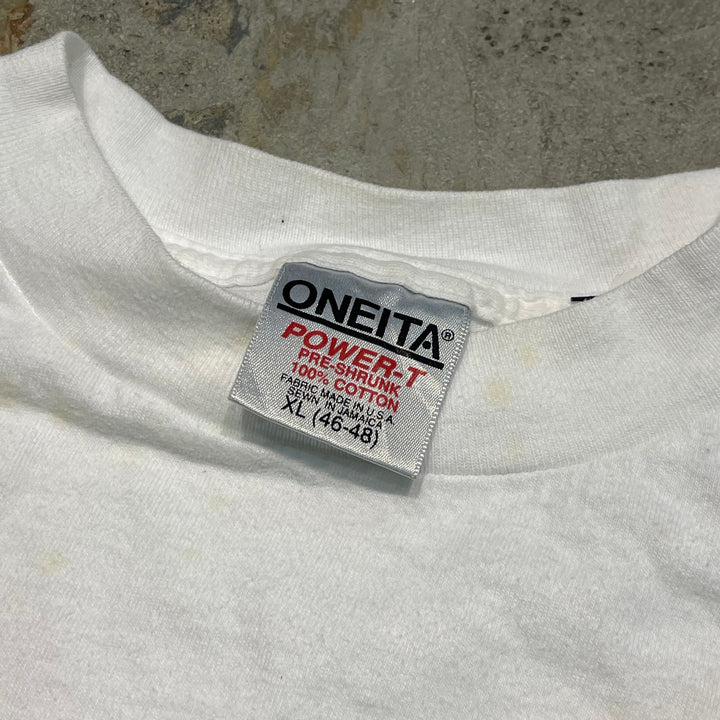 ONEITA®
POWER-T
PRE-SHRUNK
100% COTTON
FABRIC MADE IN U.S.A.
SEWN IN JAMAICA
XL (46-48)